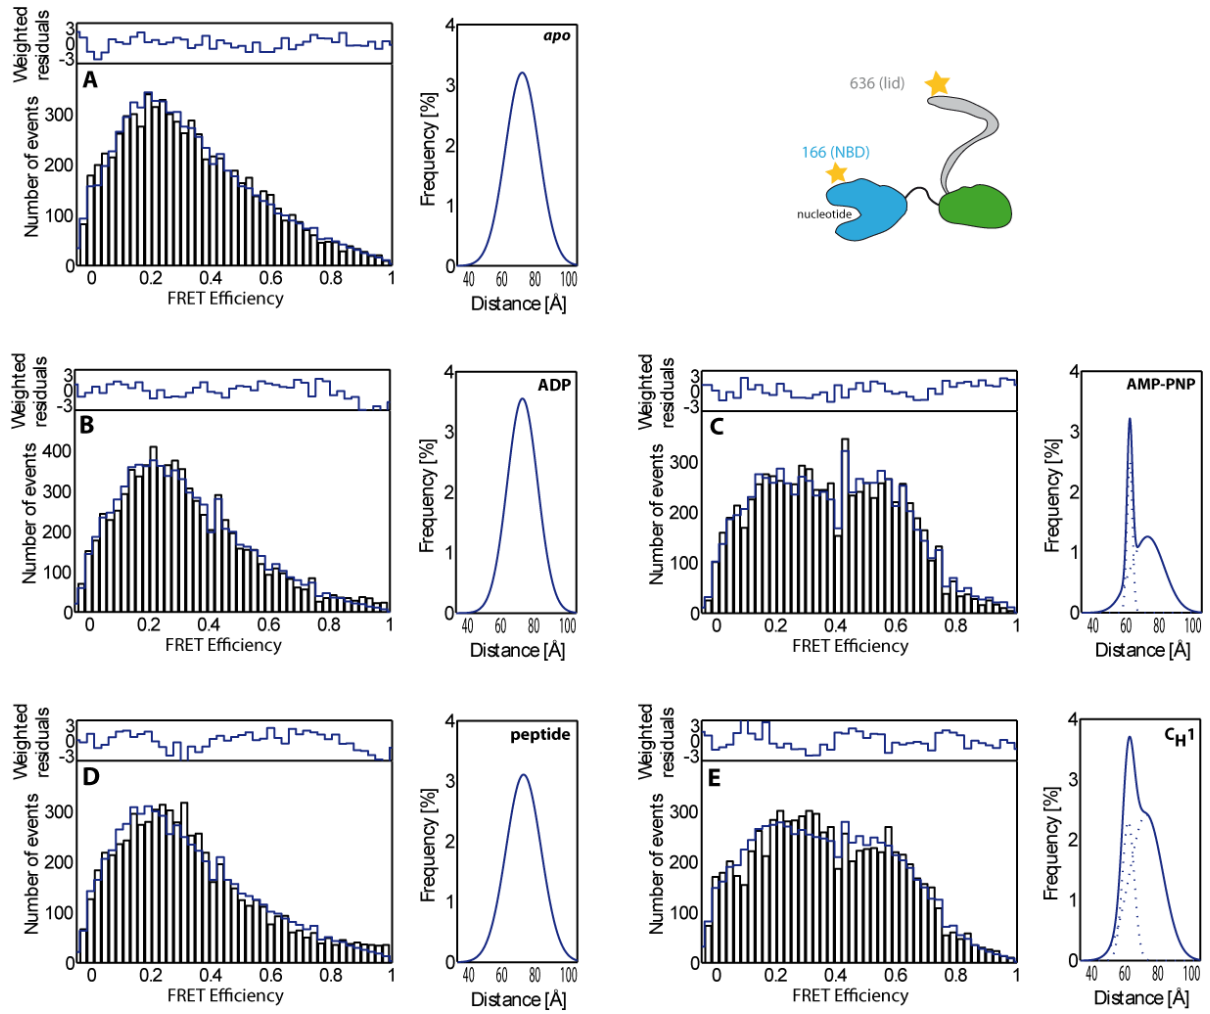 Weighted residuals
3
0
-3
A
Number of events
300
200
100
0
0 0.2 0.4 0.6 0.8 1
FRET Efficiency
apo
Frequency [%]
4
3
2
1
0
40 60 80 100
Distance [Å]
636 (lid)
166 (NBD)
nucleotide
Weighted residuals
3
0
-3
B
Number of events
400
300
200
100
0
0 0.2 0.4 0.6 0.8 1
FRET Efficiency
ADP
Frequency [%]
4
3
2
1
0
40 60 80 100
Distance [Å]
Weighted residuals
3
0
-3
C
Number of events
300
200
100
0
0 0.2 0.4 0.6 0.8 1
FRET Efficiency
AMP-PNP
Frequency [%]
4
3
2
1
0
40 60 80 100
Distance [Å]
Weighted residuals
3
0
-3
D
Number of events
300
200
100
0
0 0.2 0.4 0.6 0.8 1
FRET Efficiency
peptide
Frequency [%]
4
3
2
1
0
40 60 80 100
Distance [Å]
Weighted residuals
3
0
-3
E
Number of events
300
200
100
0
0 0.2 0.4 0.6 0.8 1
FRET Efficiency
CH1
Frequency [%]
4
3
2
1
0
40 60 80 100
Distance [Å]